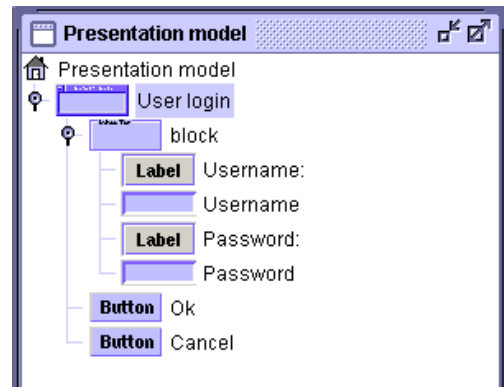 Presentation model
Presentation model
User login
block
Label Username:
Username
Label Password:
Password
Button Ok
Button Cancel